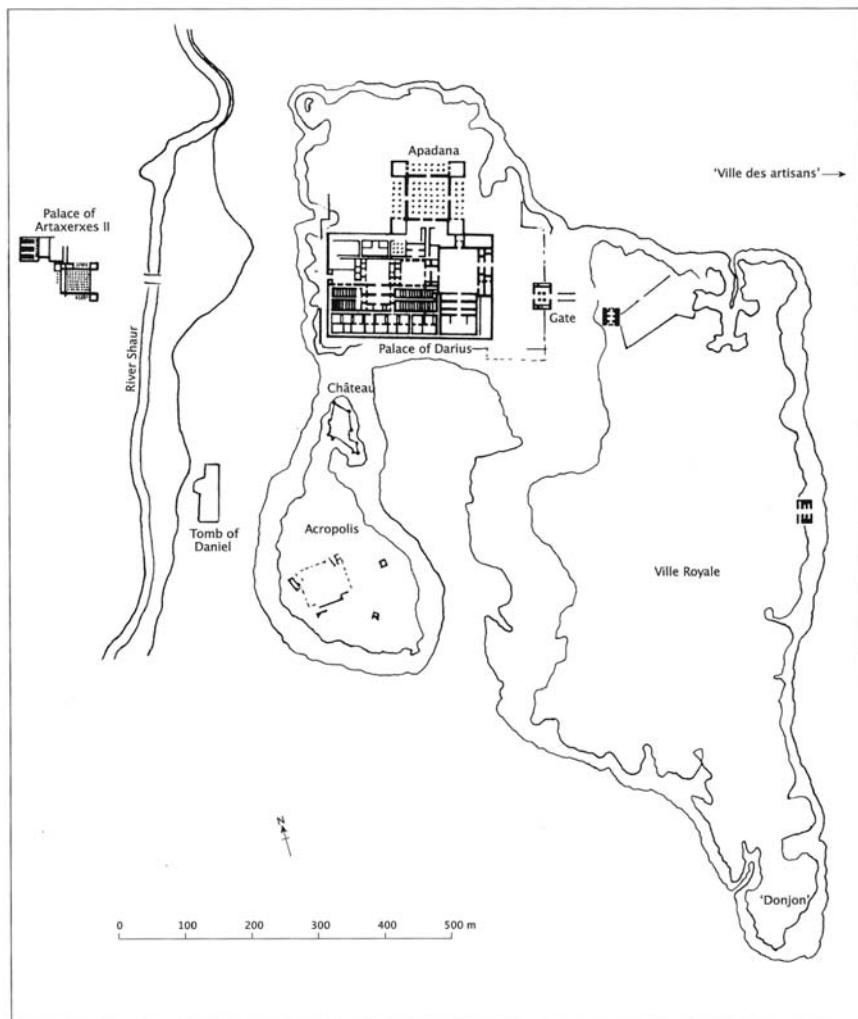 Apadana
'Ville des artisans'
Palace of
Artaxerxes II
River Shaur
Gate
Palace of Darius
Château
Tomb of
Daniel
Acropolis
Ville Royale
N
'Donjon'
0 100 200 300 400 500 m